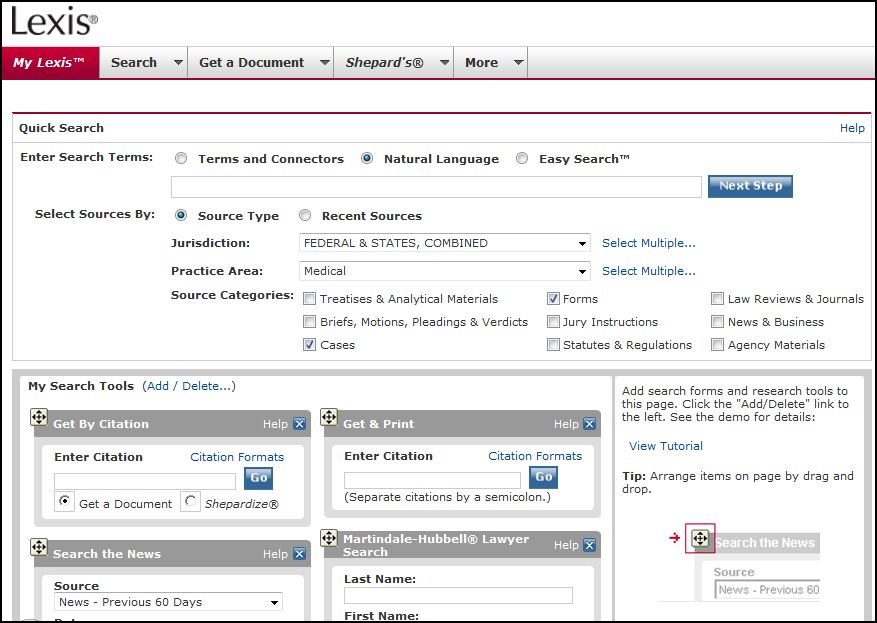 Lexis®
My Lexis™ Search Get a Document Shepard's® More
Quick Search Help
Enter Search Terms: Terms and Connectors Natural Language Easy Search™
Next Step
Select Sources By: Source Type Recent Sources
Jurisdiction: FEDERAL & STATES, COMBINED Select Multiple...
Practice Area: Medical Select Multiple...
Source Categories: Treatises & Analytical Materials Forms Law Reviews & Journals
Briefs, Motions, Pleadings & Verdicts Jury Instructions News & Business
Cases Statutes & Regulations Agency Materials
My Search Tools (Add / Delete...)
Get By Citation Help
Enter Citation Citation Formats
Go
Get a Document Shepardize®
Get & Print Help
Enter Citation Citation Formats
Go
(Separate citations by a semicolon.)
Search the News Help
Source
News - Previous 60 Days
Martindale-Hubbell® Lawyer
Search Help
Last Name:
First Name:
Add search forms and research tools to
this page. Click the "Add/Delete" link to
the left. See the demo for details:
View Tutorial
Tip: Arrange items on page by drag and
drop.
Search the News
Source
News - Previous 60